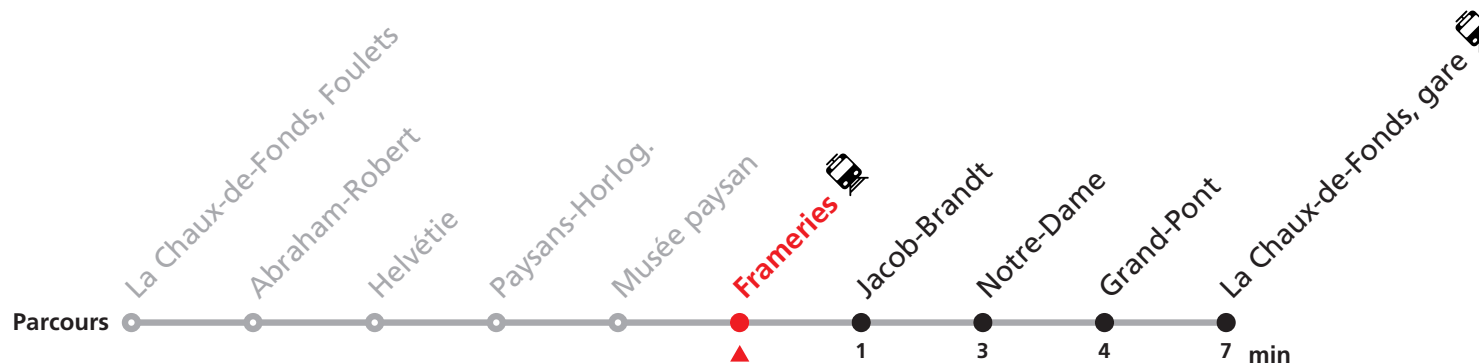 La Chaux-de-Fonds, Foulets
Abraham-Robert
Helvétie
Paysans-Horlog.
Musée paysan
Frameries
Jacob-Brandt
Notre-Dame
Grand-Pont
La Chaux-de-Fonds, gare
Parcours
1 3 4 7 min